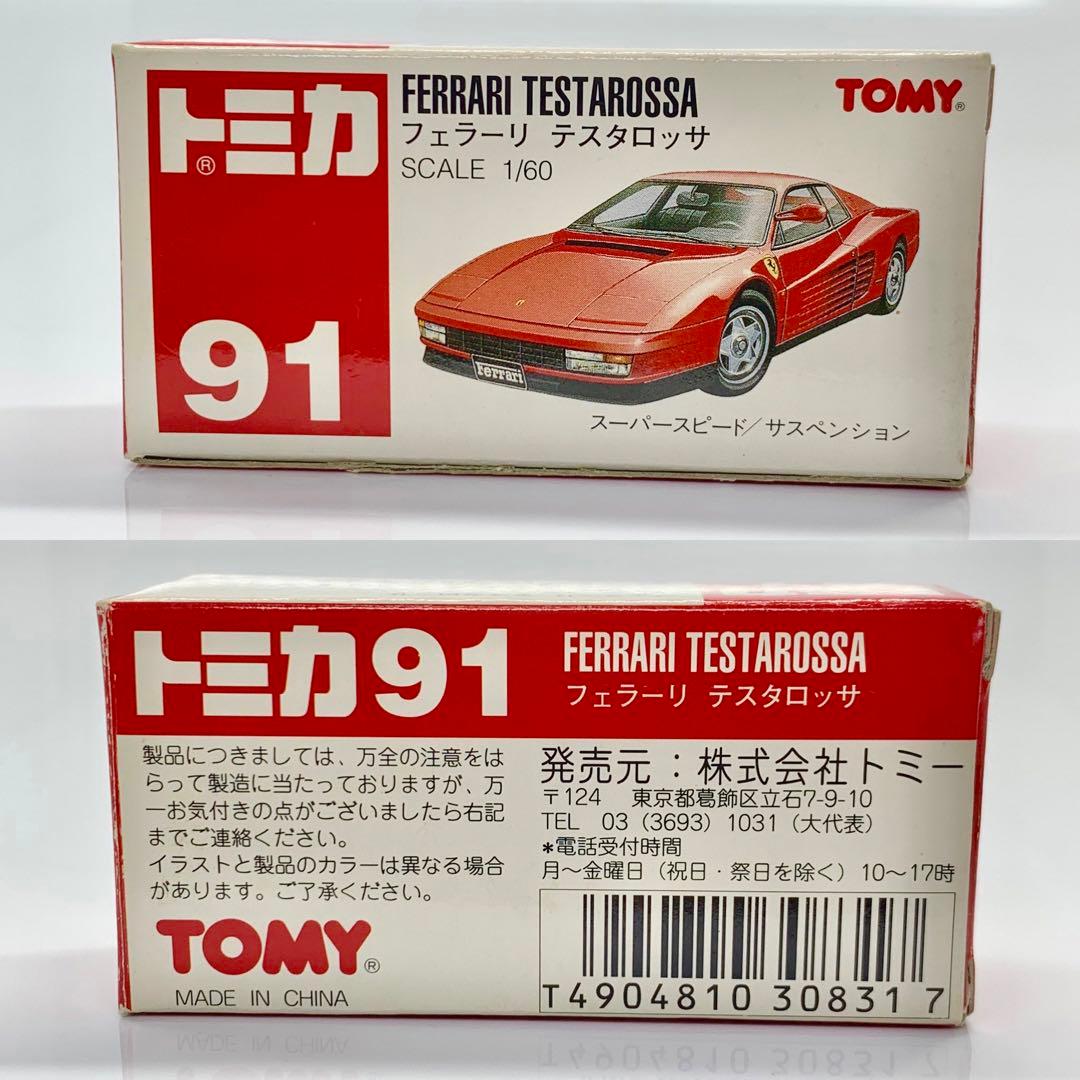 トミカ®
91
FERRARI TESTAROSSA
フェラーリ テスタロッサ
SCALE 1/60
TOMY®
Ferrari
スーパースピード/サスペンション
トミカ91
FERRARI TESTAROSSA
フェラーリ テスタロッサ
製品につきましては、万全の注意をは
らって製造に当たっておりますが、万
一お気付きの点がございましたら右記
までご連絡ください。
イラストと製品のカラーは異なる場合
があります。ご了承ください。
TOMY®
MADE IN CHINA
発売元：株式会社トミー
〒124 東京都葛飾区立石7-9-10
TEL 03 (3693) 1031 (大代表)
*電話受付時間
月～金曜日（祝日・祭日を除く）10～17時
T4904810 308317